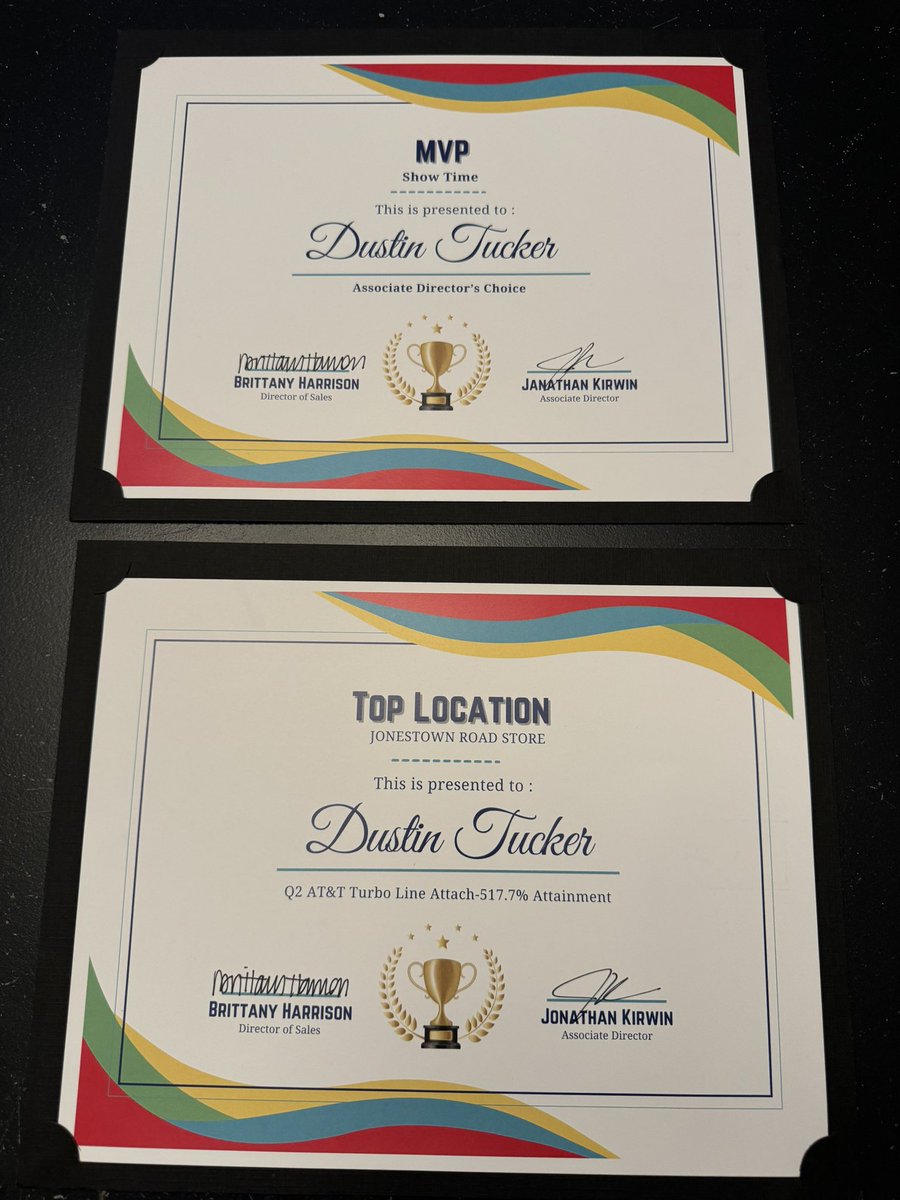 MVP
Show Time
This is presented to :
Dustin Tucker
Associate Director's Choice
BRITTANY HARRISON
Director of Sales
JANATHAN KIRWIN
Associate Director
TOP LOCATION
JONESTOWN ROAD STORE
This is presented to :
Dustin Tucker
Q2 AT&T Turbo Line Attach-517.7% Attainment
BRITTANY HARRISON
Director of Sales
JONATHAN KIRWIN
Associate Director